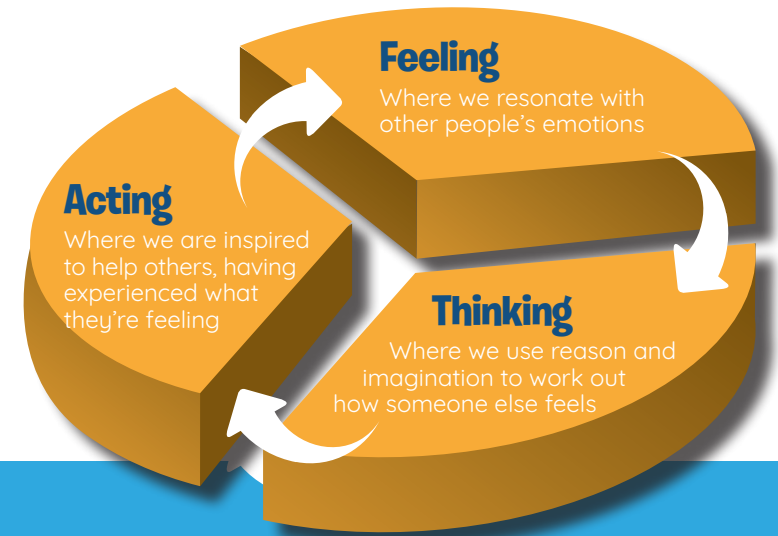 Feeling
Where we resonate with
other people's emotions
Acting
Where we are inspired
to help others, having
experienced what
they're feeling
Thinking
Where we use reason and
imagination to work out
how someone else feels